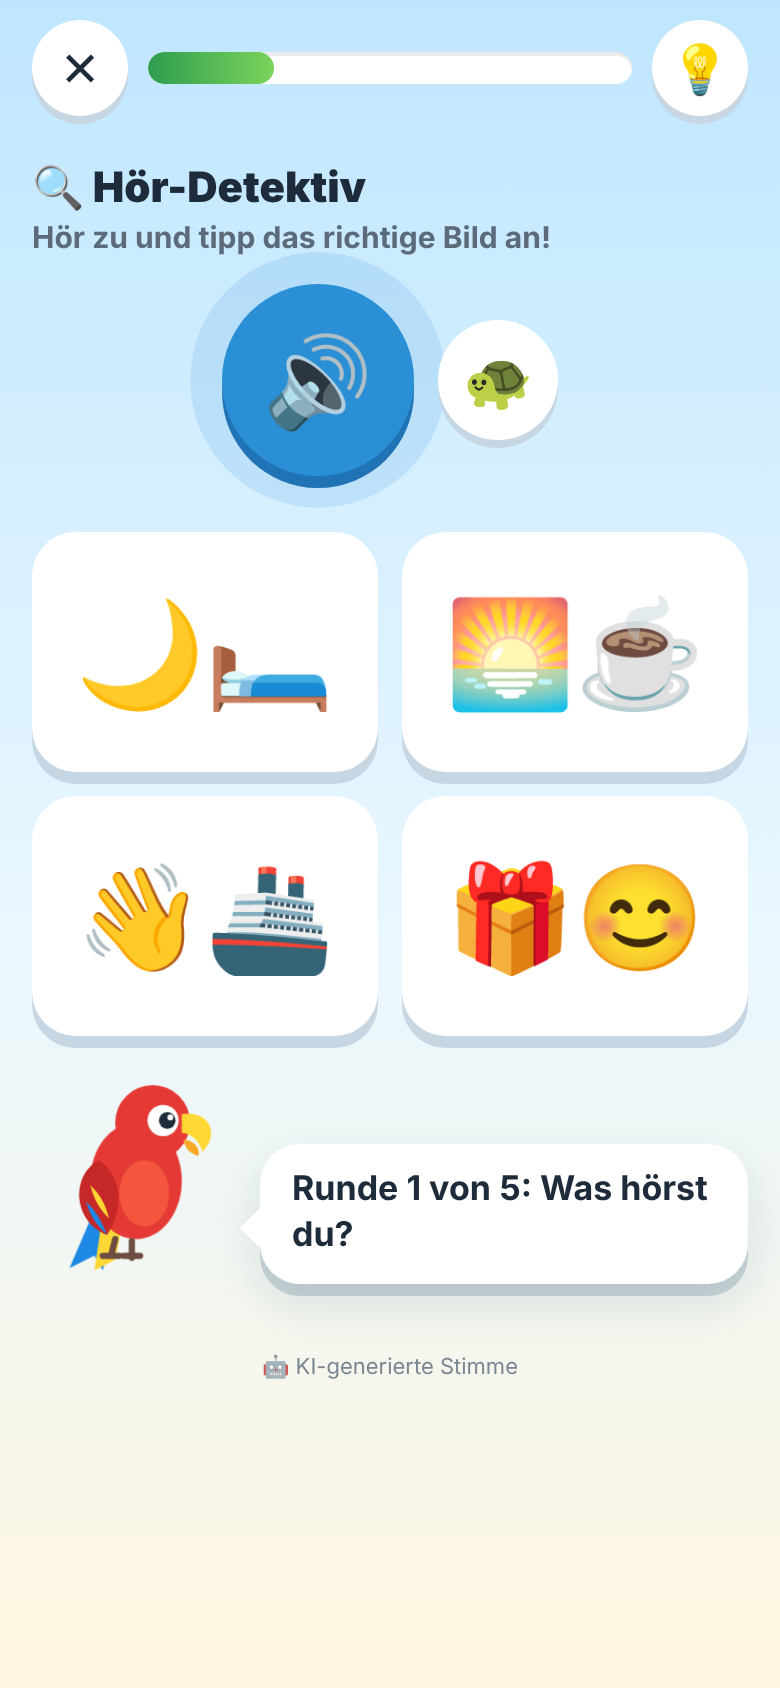 Hör-Detektiv
Hör zu und tipp das richtige Bild an!
Runde 1 von 5: Was hörst
du?
KI-generierte Stimme